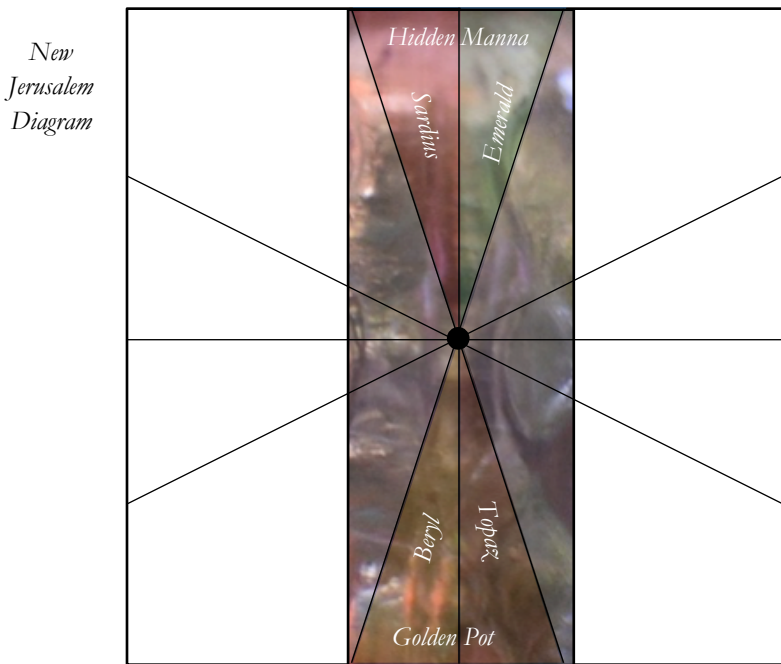 New
Jerusalem
Diagram
Hidden Manna
Sardius
Emerald
Beryl
Topaz
Golden Pot